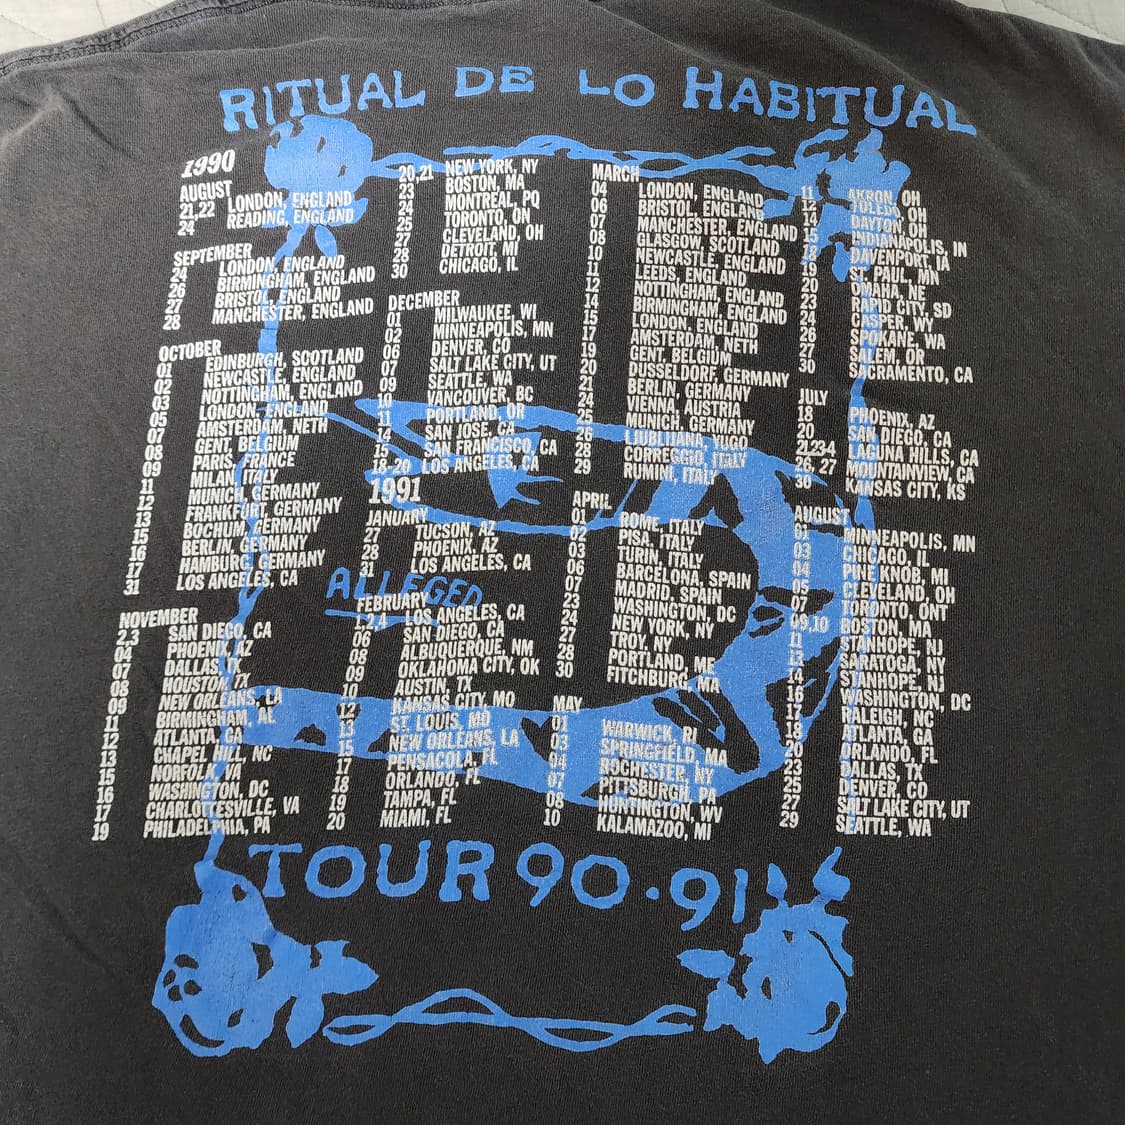 RITUAL DE LO HABITUAL
1990
AUGUST
21,22 LONDON, ENGLAND
24 READING, ENGLAND
SEPTEMBER
24 LONDON, ENGLAND
26 BIRMINGHAM, ENGLAND
27 BRISTOL, ENGLAND
28 MANCHESTER, ENGLAND
OCTOBER
01 EDINBURGH, SCOTLAND
02 NEWCASTLE, ENGLAND
03 NOTTINGHAM, ENGLAND
05 LONDON, ENGLAND
07 AMSTERDAM, NETH
08 GENT, BELGIUM
09 PARIS, FRANCE
11 MILAN, ITALY
12 MUNICH, GERMANY
13 FRANKFURT, GERMANY
15 BOCHUM, GERMANY
16 BERLIN, GERMANY
17 HAMBURG, GERMANY
31 LOS ANGELES, CA
NOVEMBER
2,3 SAN DIEGO, CA
04 PHOENIX, AZ
07 DALLAS, TX
08 HOUSTON, TX
09 NEW ORLEANS, LA
11 BIRMINGHAM, AL
12 ATLANTA, GA
13 CHAPEL HILL, NC
15 NORFOLK, VA
16 WASHINGTON, DC
17 CHARLOTTESVILLE, VA
19 PHILADELPHIA, PA
20,21 NEW YORK, NY
23 BOSTON, MA
24 MONTREAL, PQ
25 TORONTO, ON
27 CLEVELAND, OH
28 DETROIT, MI
30 CHICAGO, IL
DECEMBER
01 MILWAUKEE, WI
02 MINNEAPOLIS, MN
06 DENVER, CO
07 SALT LAKE CITY, UT
09 SEATTLE, WA
10 VANCOUVER, BC
11 PORTLAND, OR
14 SAN JOSE, CA
15 SAN FRANCISCO, CA
18-20 LOS ANGELES, CA
1991
JANUARY
27 TUCSON, AZ
28 PHOENIX, AZ
31 LOS ANGELES, CA
ALLEGED
FEBRUARY
1,2,4 LOS ANGELES, CA
06 SAN DIEGO, CA
08 ALBUQUERQUE, NM
09 OKLAHOMA CITY, OK
10 AUSTIN, TX
12 KANSAS CITY, MO
13 ST. LOUIS, MO
15 NEW ORLEANS, LA
17 PENSACOLA, FL
18 ORLANDO, FL
19 TAMPA, FL
20 MIAMI, FL
MARCH
04 LONDON, ENGLAND
06 BRISTOL, ENGLAND
07 MANCHESTER, ENGLAND
08 GLASGOW, SCOTLAND
10 NEWCASTLE, ENGLAND
11 LEEDS, ENGLAND
12 NOTTINGHAM, ENGLAND
14 BIRMINGHAM, ENGLAND
15 LONDON, ENGLAND
17 AMSTERDAM, NETH
19 GENT, BELGIUM
20 DUSSELDORF, GERMANY
21 BERLIN, GERMANY
24 VIENNA, AUSTRIA
25 MUNICH, GERMANY
26 LJUBLIJANA, YUGO
28 CORREGGIO, ITALY
29 RIMINI, ITALY
APRIL
01 ROME, ITALY
02 PISA, ITALY
03 TURIN, ITALY
06 BARCELONA, SPAIN
07 MADRID, SPAIN
23 WASHINGTON, DC
24 NEW YORK, NY
27 TROY, NY
28 PORTLAND, ME
30 FITCHBURG, MA
MAY
01 WARWICK, RI
03 SPRINGFIELD, MA
04 ROCHESTER, NY
07 PITTSBURGH, PA
08 HUNTINGTON, WV
10 KALAMAZOO, MI
11 AKRON, OH
12 TOLEDO, OH
14 DAYTON, OH
15 INDIANAPOLIS, IN
18 DAVENPORT, IA
19 ST. PAUL, MN
20 OMAHA, NE
23 RAPID CITY, SD
24 CASPER, WY
26 SPOKANE, WA
27 SALEM, OR
30 SACRAMENTO, CA
JULY
18 PHOENIX, AZ
20 SAN DIEGO, CA
21,23-4 LAGUNA HILLS, CA
26, 27 MOUNTAINVIEW, CA
30 KANSAS CITY, KS
AUGUST
01 MINNEAPOLIS, MN
03 CHICAGO, IL
04 PINE KNOB, MI
05 CLEVELAND, OH
07 TORONTO, ONT
09,10 BOSTON, MA
11 STANHOPE, NJ
13 SARATOGA, NY
14 STANHOPE, NJ
16 WASHINGTON, DC
17 RALEIGH, NC
18 ATLANTA, GA
20 ORLANDO, FL
23 DALLAS, TX
25 DENVER, CO
27 SALT LAKE CITY, UT
29 SEATTLE, WA
TOUR 90·91